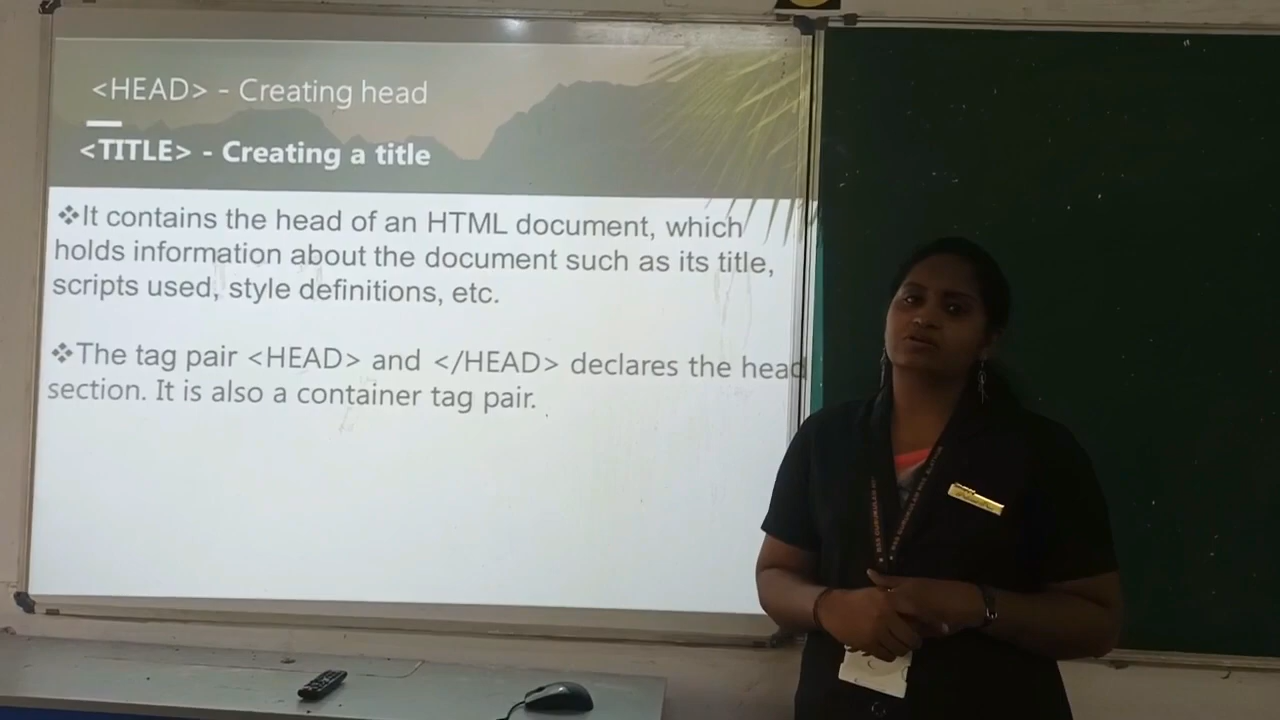 <HEAD> - Creating head
<TITLE> - Creating a title
❖It contains the head of an HTML document, which
holds information about the document such as its title,
scripts used, style definitions, etc.
❖The tag pair <HEAD> and </HEAD> declares the head
section. It is also a container tag pair.